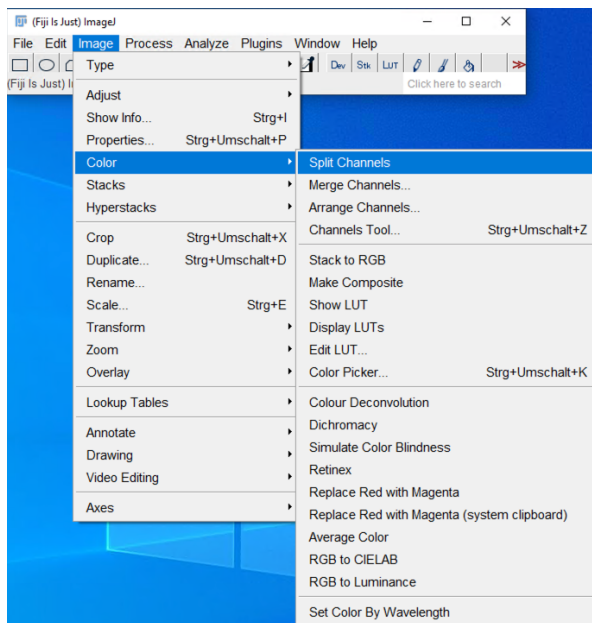 (Fiji Is Just) ImageJ
File Edit Image Process Analyze Plugins Window Help
Dev Stk LUT
(Fiji Is Just) I
Click here to search
Type
Adjust
Show Info... Strg+I
Properties... Strg+Umschalt+P
Color
Stacks
Hyperstacks
Crop Strg+Umschalt+X
Duplicate... Strg+Umschalt+D
Rename...
Scale... Strg+E
Transform
Zoom
Overlay
Lookup Tables
Annotate
Drawing
Video Editing
Axes
Split Channels
Merge Channels...
Arrange Channels...
Channels Tool... Strg+Umschalt+Z
Stack to RGB
Make Composite
Show LUT
Display LUTs
Edit LUT...
Color Picker... Strg+Umschalt+K
Colour Deconvolution
Dichromacy
Simulate Color Blindness
Retinex
Replace Red with Magenta
Replace Red with Magenta (system clipboard)
Average Color
RGB to CIELAB
RGB to Luminance
Set Color By Wavelength